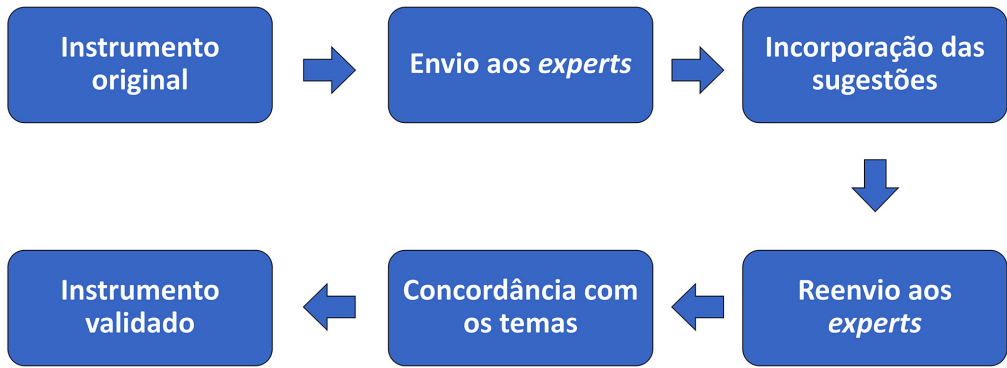 Instrumento
original
Envio aos experts
Incorporação das
sugestões
Reenvio aos
experts
Concordância com
os temas
Instrumento
validado